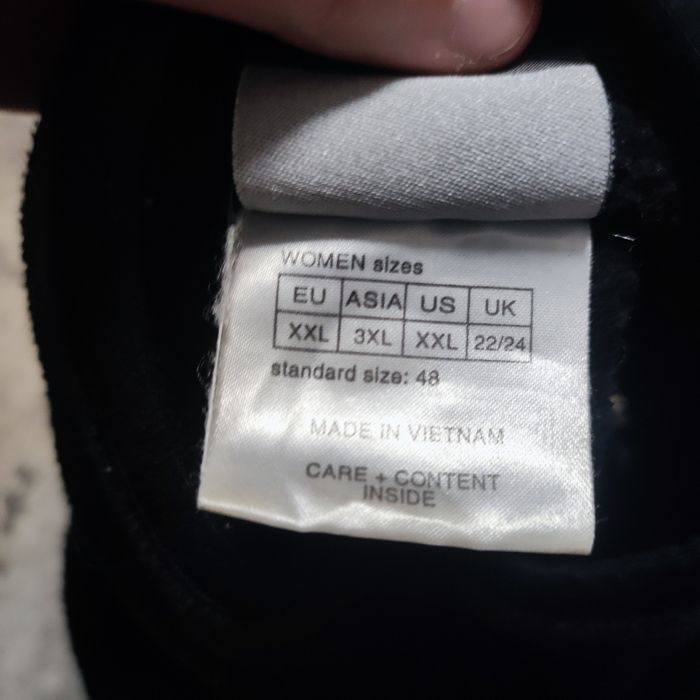 WOMEN sizes
EU ASIA US UK
XXL 3XL XXL 22/24
standard size: 48
MADE IN VIETNAM
CARE + CONTENT
INSIDE